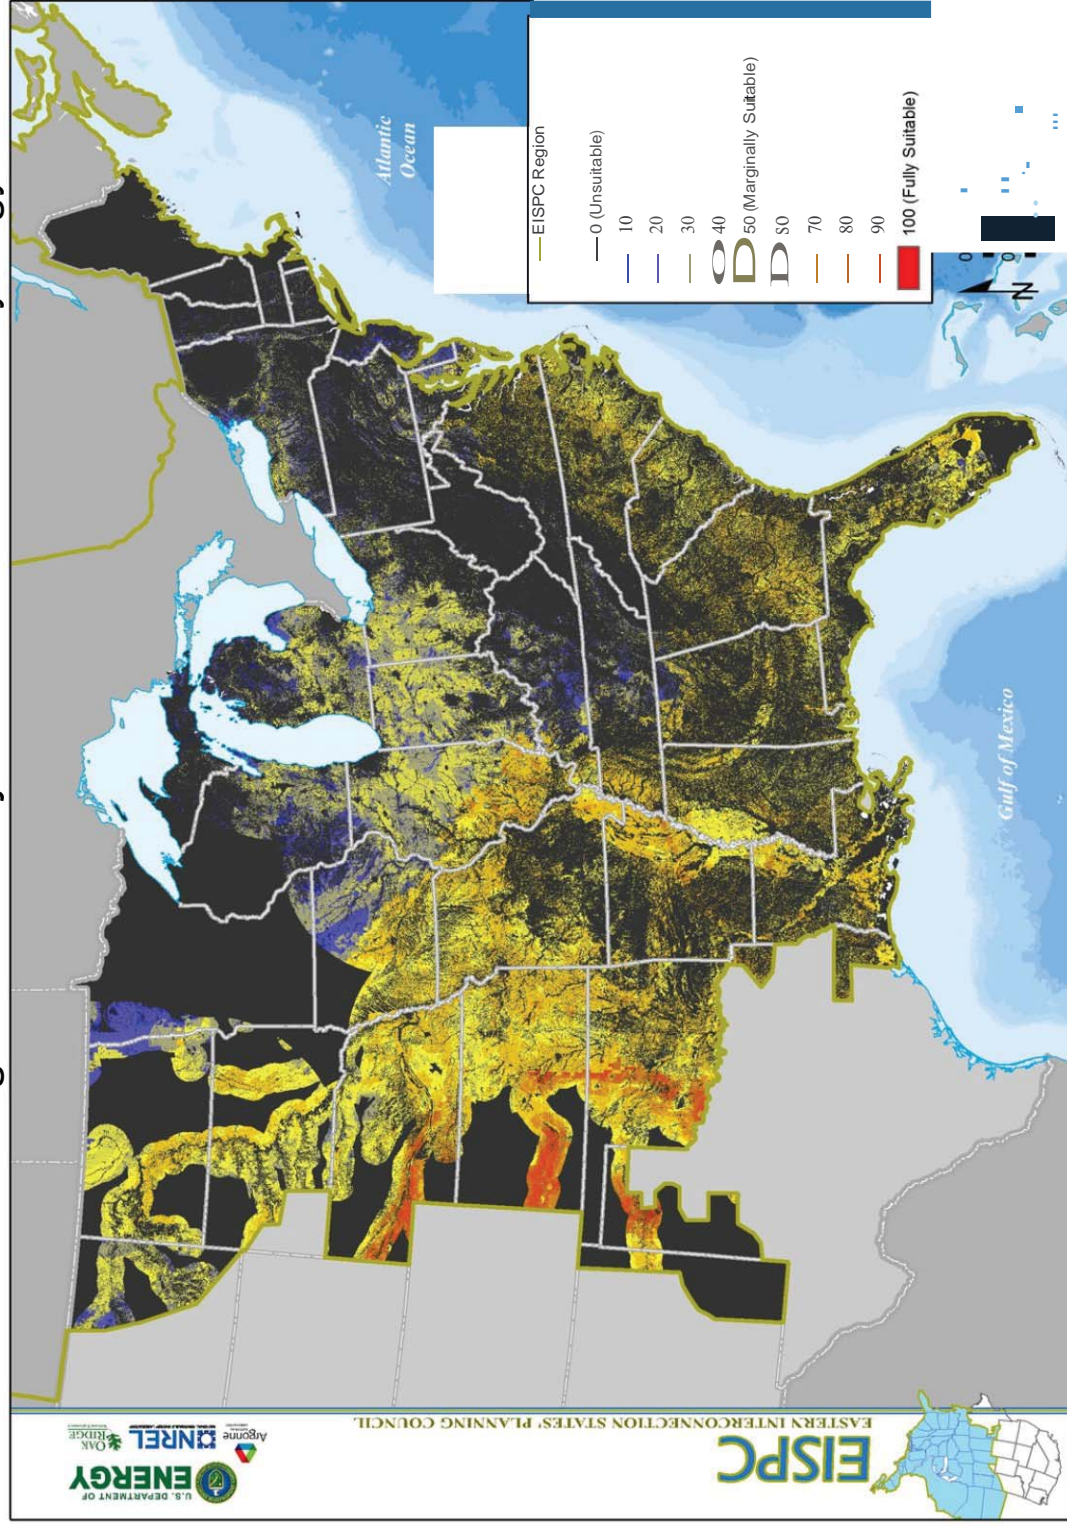 Atlantic
Ocean
EISPC Region
0 (Unsuitable)
10
20
30
40
50 (Marginally Suitable)
S0
70
80
90
100 (Fully Suitable)
N
Gulf of Mexico
U.S. DEPARTMENT OF
ENERGY
OAK
RIDGE
NREL
Argonne
EISPC
EASTERN INTERCONNECTION STATES' PLANNING COUNCIL